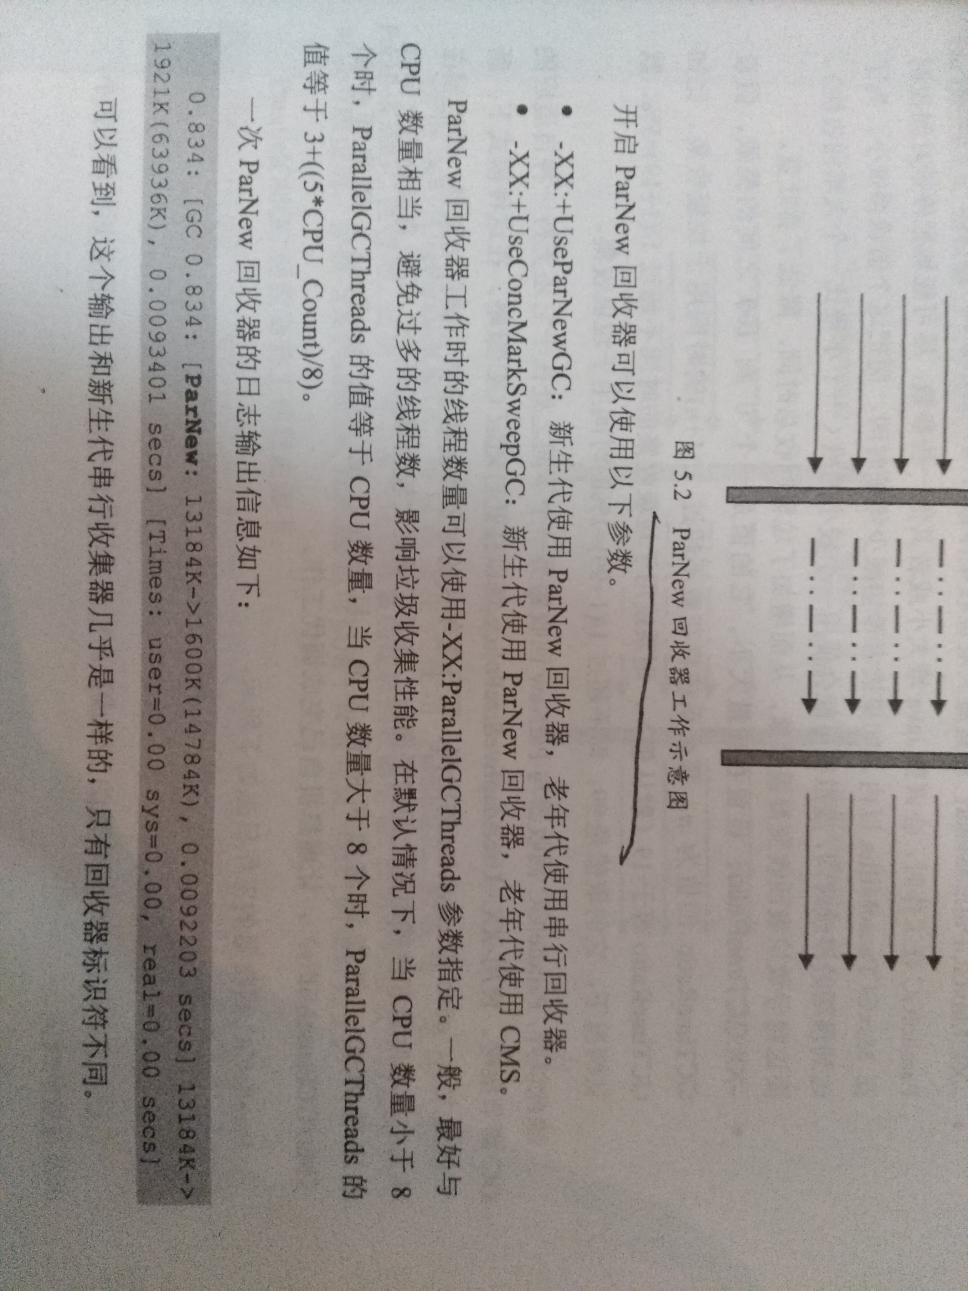 图 5.2 ParNew 回收器工作示意图
开启 ParNew 回收器可以使用以下参数。
• -XX:+UseParNewGC：新生代使用 ParNew 回收器，老年代使用串行回收器。
• -XX:+UseConcMarkSweepGC：新生代使用 ParNew 回收器，老年代使用 CMS。
ParNew 回收器工作时的线程数量可以使用-XX:ParallelGCThreads 参数指定。一般，最好与
CPU 数量相当，避免过多的线程数，影响垃圾收集性能。在默认情况下，当 CPU 数量小于 8
个时，ParallelGCThreads 的值等于 CPU 数量，当 CPU 数量大于 8 个时，ParallelGCThreads 的
值等于 3+((5*CPU_Count)/8)。
一次 ParNew 回收器的日志输出信息如下：
0.834: [GC 0.834: [ParNew: 13184K->1600K(14784K), 0.0092203 secs] 13184K->
1921K(63936K), 0.0093401 secs] [Times: user=0.00 sys=0.00, real=0.00 secs]
可以看到，这个输出和新生代串行收集器几乎是一样的，只有回收器标识符不同。